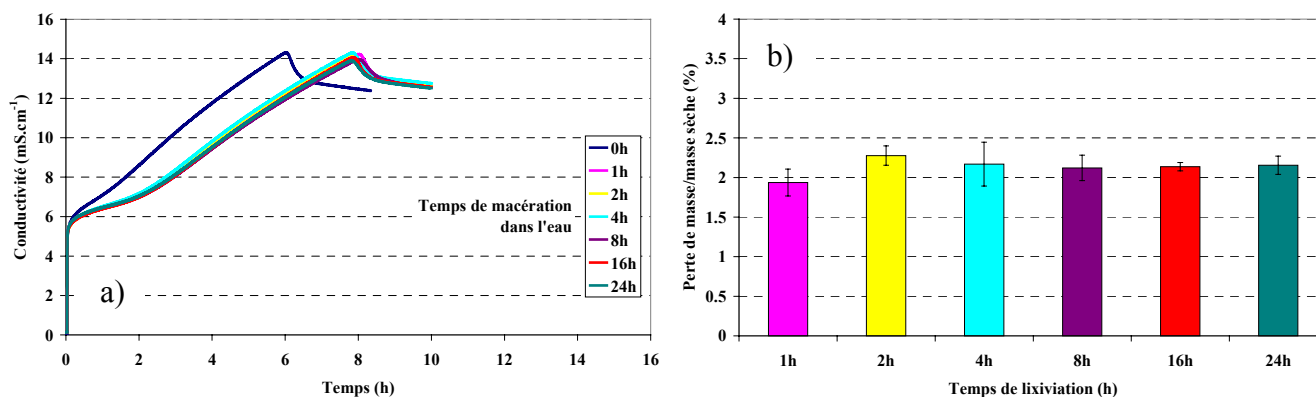 16
14
12
10
8
6
4
2
0
Conductivité (mS.cm⁻¹)
0h
1h
2h
4h
8h
16h
24h
Temps de macération
dans l'eau
a)
0 2 4 6 8 10 12 14 16
Temps (h)
b)
4
3.5
3
2.5
2
1.5
1
0.5
0
Perte de masse/masse sèche (%)
1h 2h 4h 8h 16h 24h
Temps de lixiviation (h)